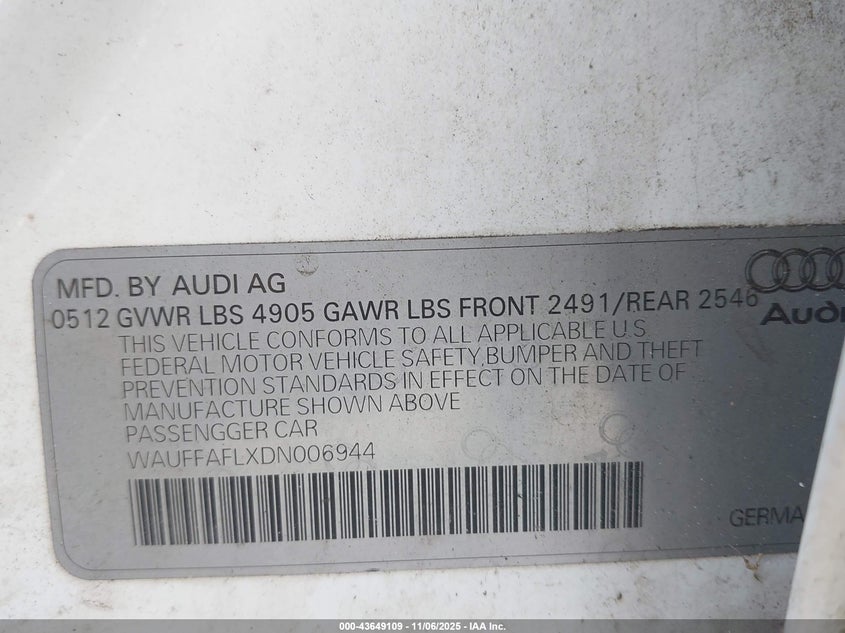 MFD. BY AUDI AG
0512 GVWR LBS 4905 GAWR LBS FRONT 2491/REAR 2546
Audi
THIS VEHICLE CONFORMS TO ALL APPLICABLE U.S.
FEDERAL MOTOR VEHICLE SAFETY,BUMPER AND THEFT
PREVENTION STANDARDS IN EFFECT ON THE DATE OF
MANUFACTURE SHOWN ABOVE
PASSENGGER CAR
WAUFFAFLXDN006944
GERMA
000-43649109 - 11/06/2025 - IAA Inc.